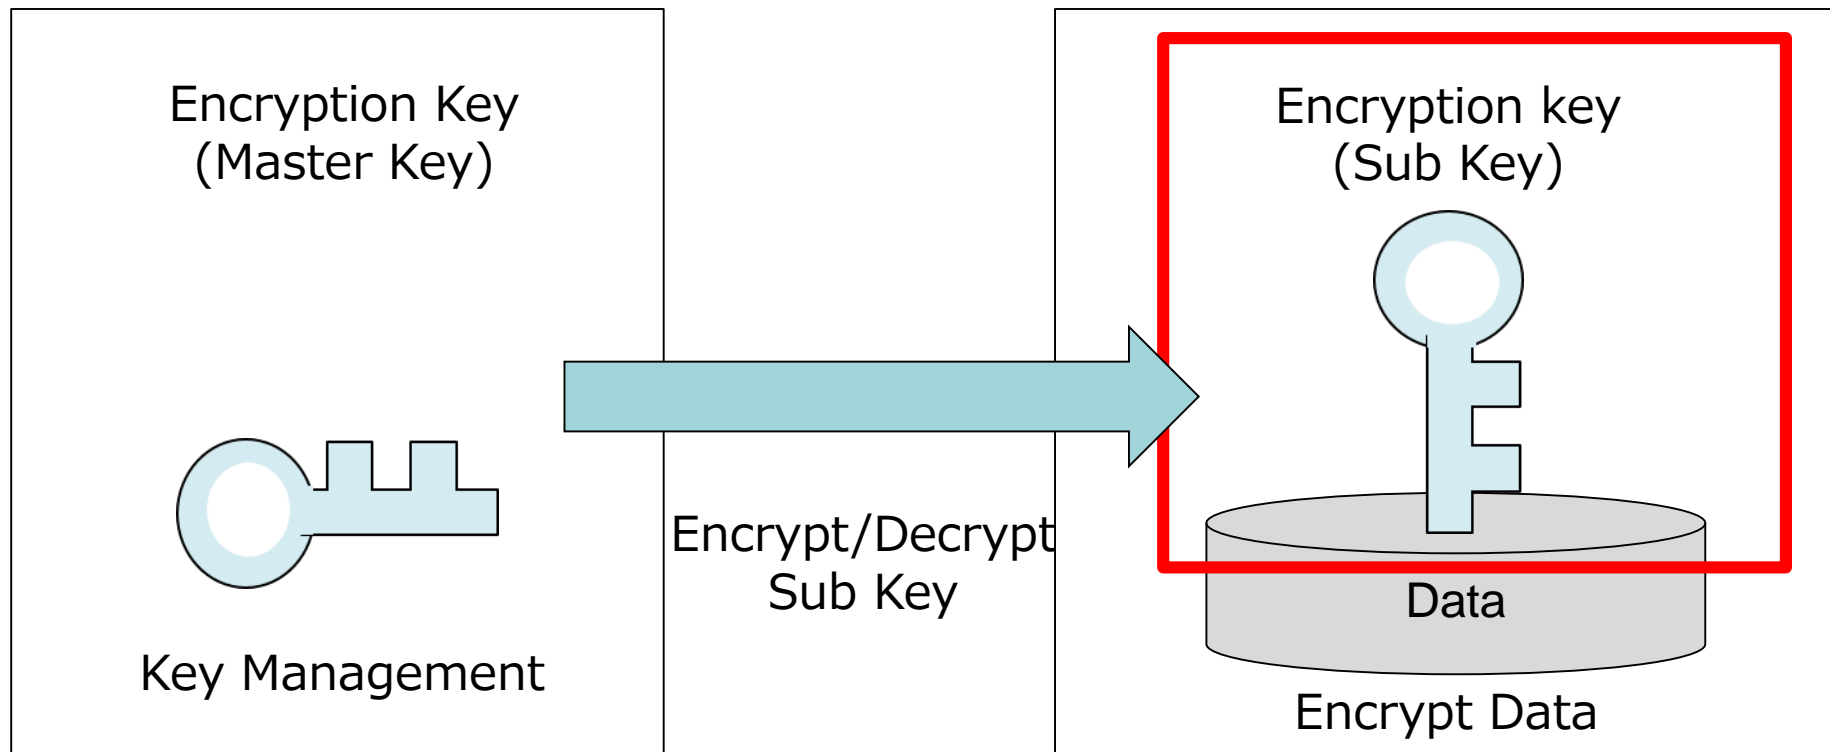 Encryption Key
(Master Key)
Key Management
Encrypt/Decrypt
Sub Key
Encryption key
(Sub Key)
Data
Encrypt Data